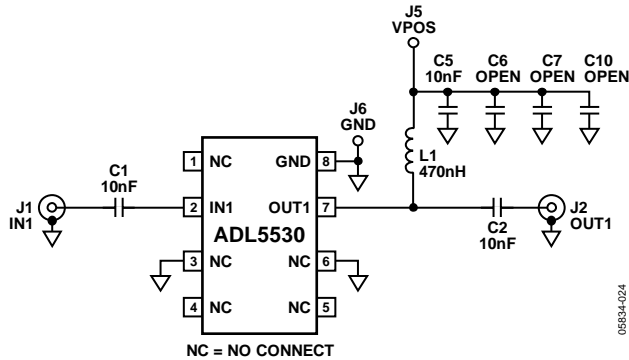 J5
VPOS
C5
10nF
C6
OPEN
C7
OPEN
C10
OPEN
J6
GND
L1
470nH
C1
10nF
J1
IN1
1 NC
GND 8
2 IN1
OUT1 7
ADL5530
3 NC
NC 6
4 NC
NC 5
C2
10nF
J2
OUT1
NC = NO CONNECT
05834-024